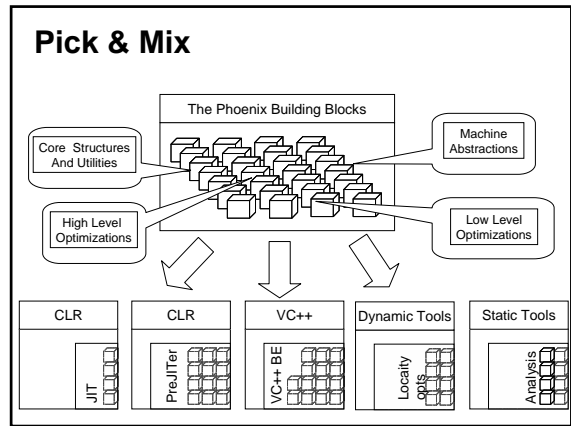 Pick & Mix
The Phoenix Building Blocks
Core Structures
And Utilities
Machine
Abstractions
High Level
Optimizations
Low Level
Optimizations
CLR
JIT
CLR
PreJITer
VC++
VC++ BE
Dynamic Tools
Locaity
opts
Static Tools
Analysis